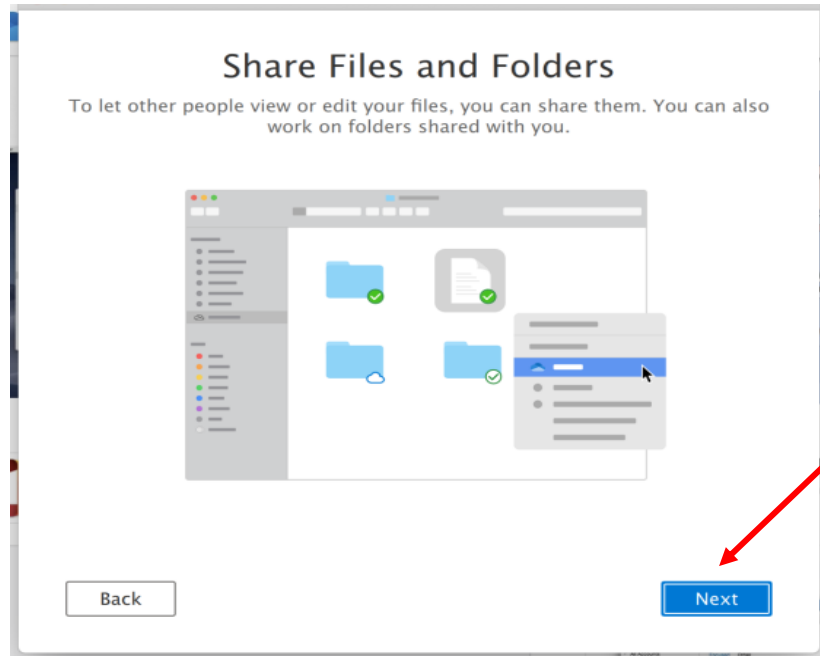 Share Files and Folders
To let other people view or edit your files, you can share them. You can also
work on folders shared with you.
Back
Next